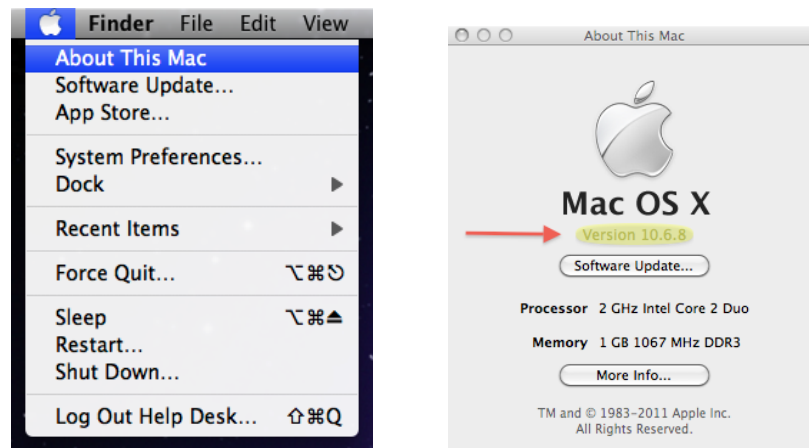 Finder File Edit View
About This Mac
Software Update...
App Store...
System Preferences...
Dock ▶
Recent Items ▶
Force Quit... ⌥⌘⎋
Sleep ⌥⌘⏏
Restart...
Shut Down...
Log Out Help Desk... ⇧⌘Q
About This Mac
Mac OS X
Version 10.6.8
Software Update...
Processor 2 GHz Intel Core 2 Duo
Memory 1 GB 1067 MHz DDR3
More Info...
TM and © 1983–2011 Apple Inc.
All Rights Reserved.